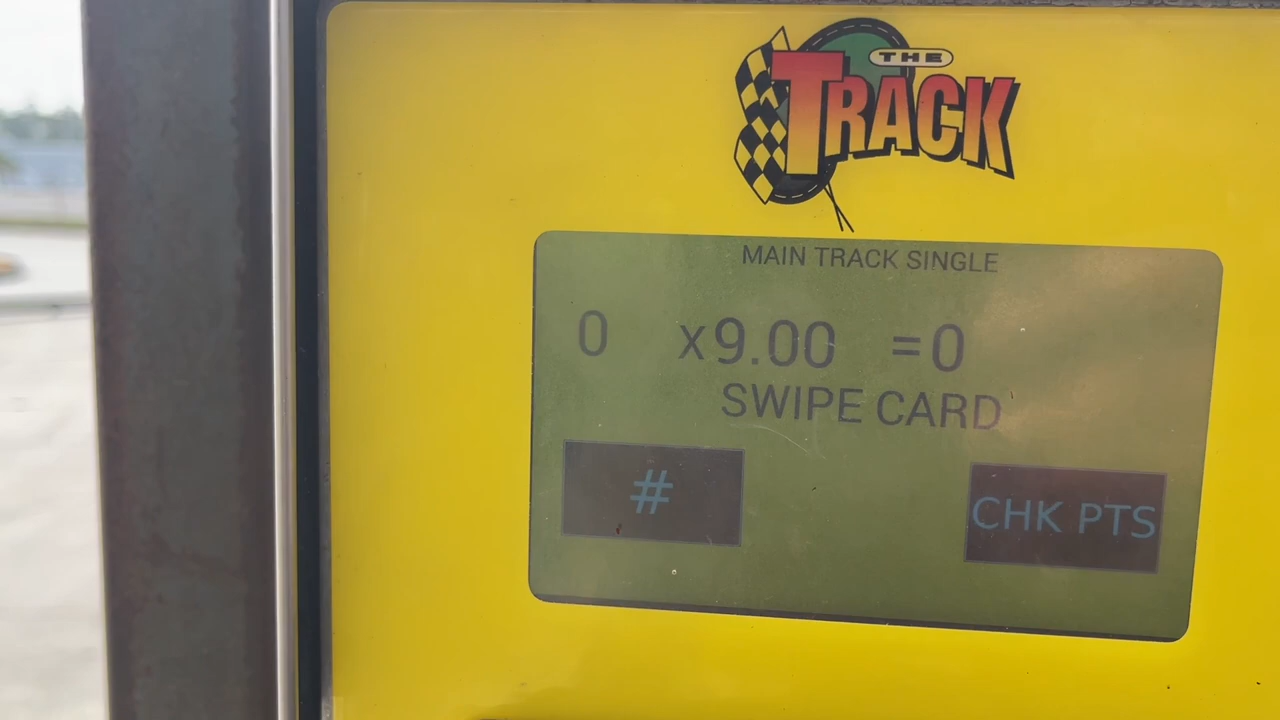 THE
TRACK
MAIN TRACK SINGLE
0 x9.00 =0
SWIPE CARD
# CHK PTS